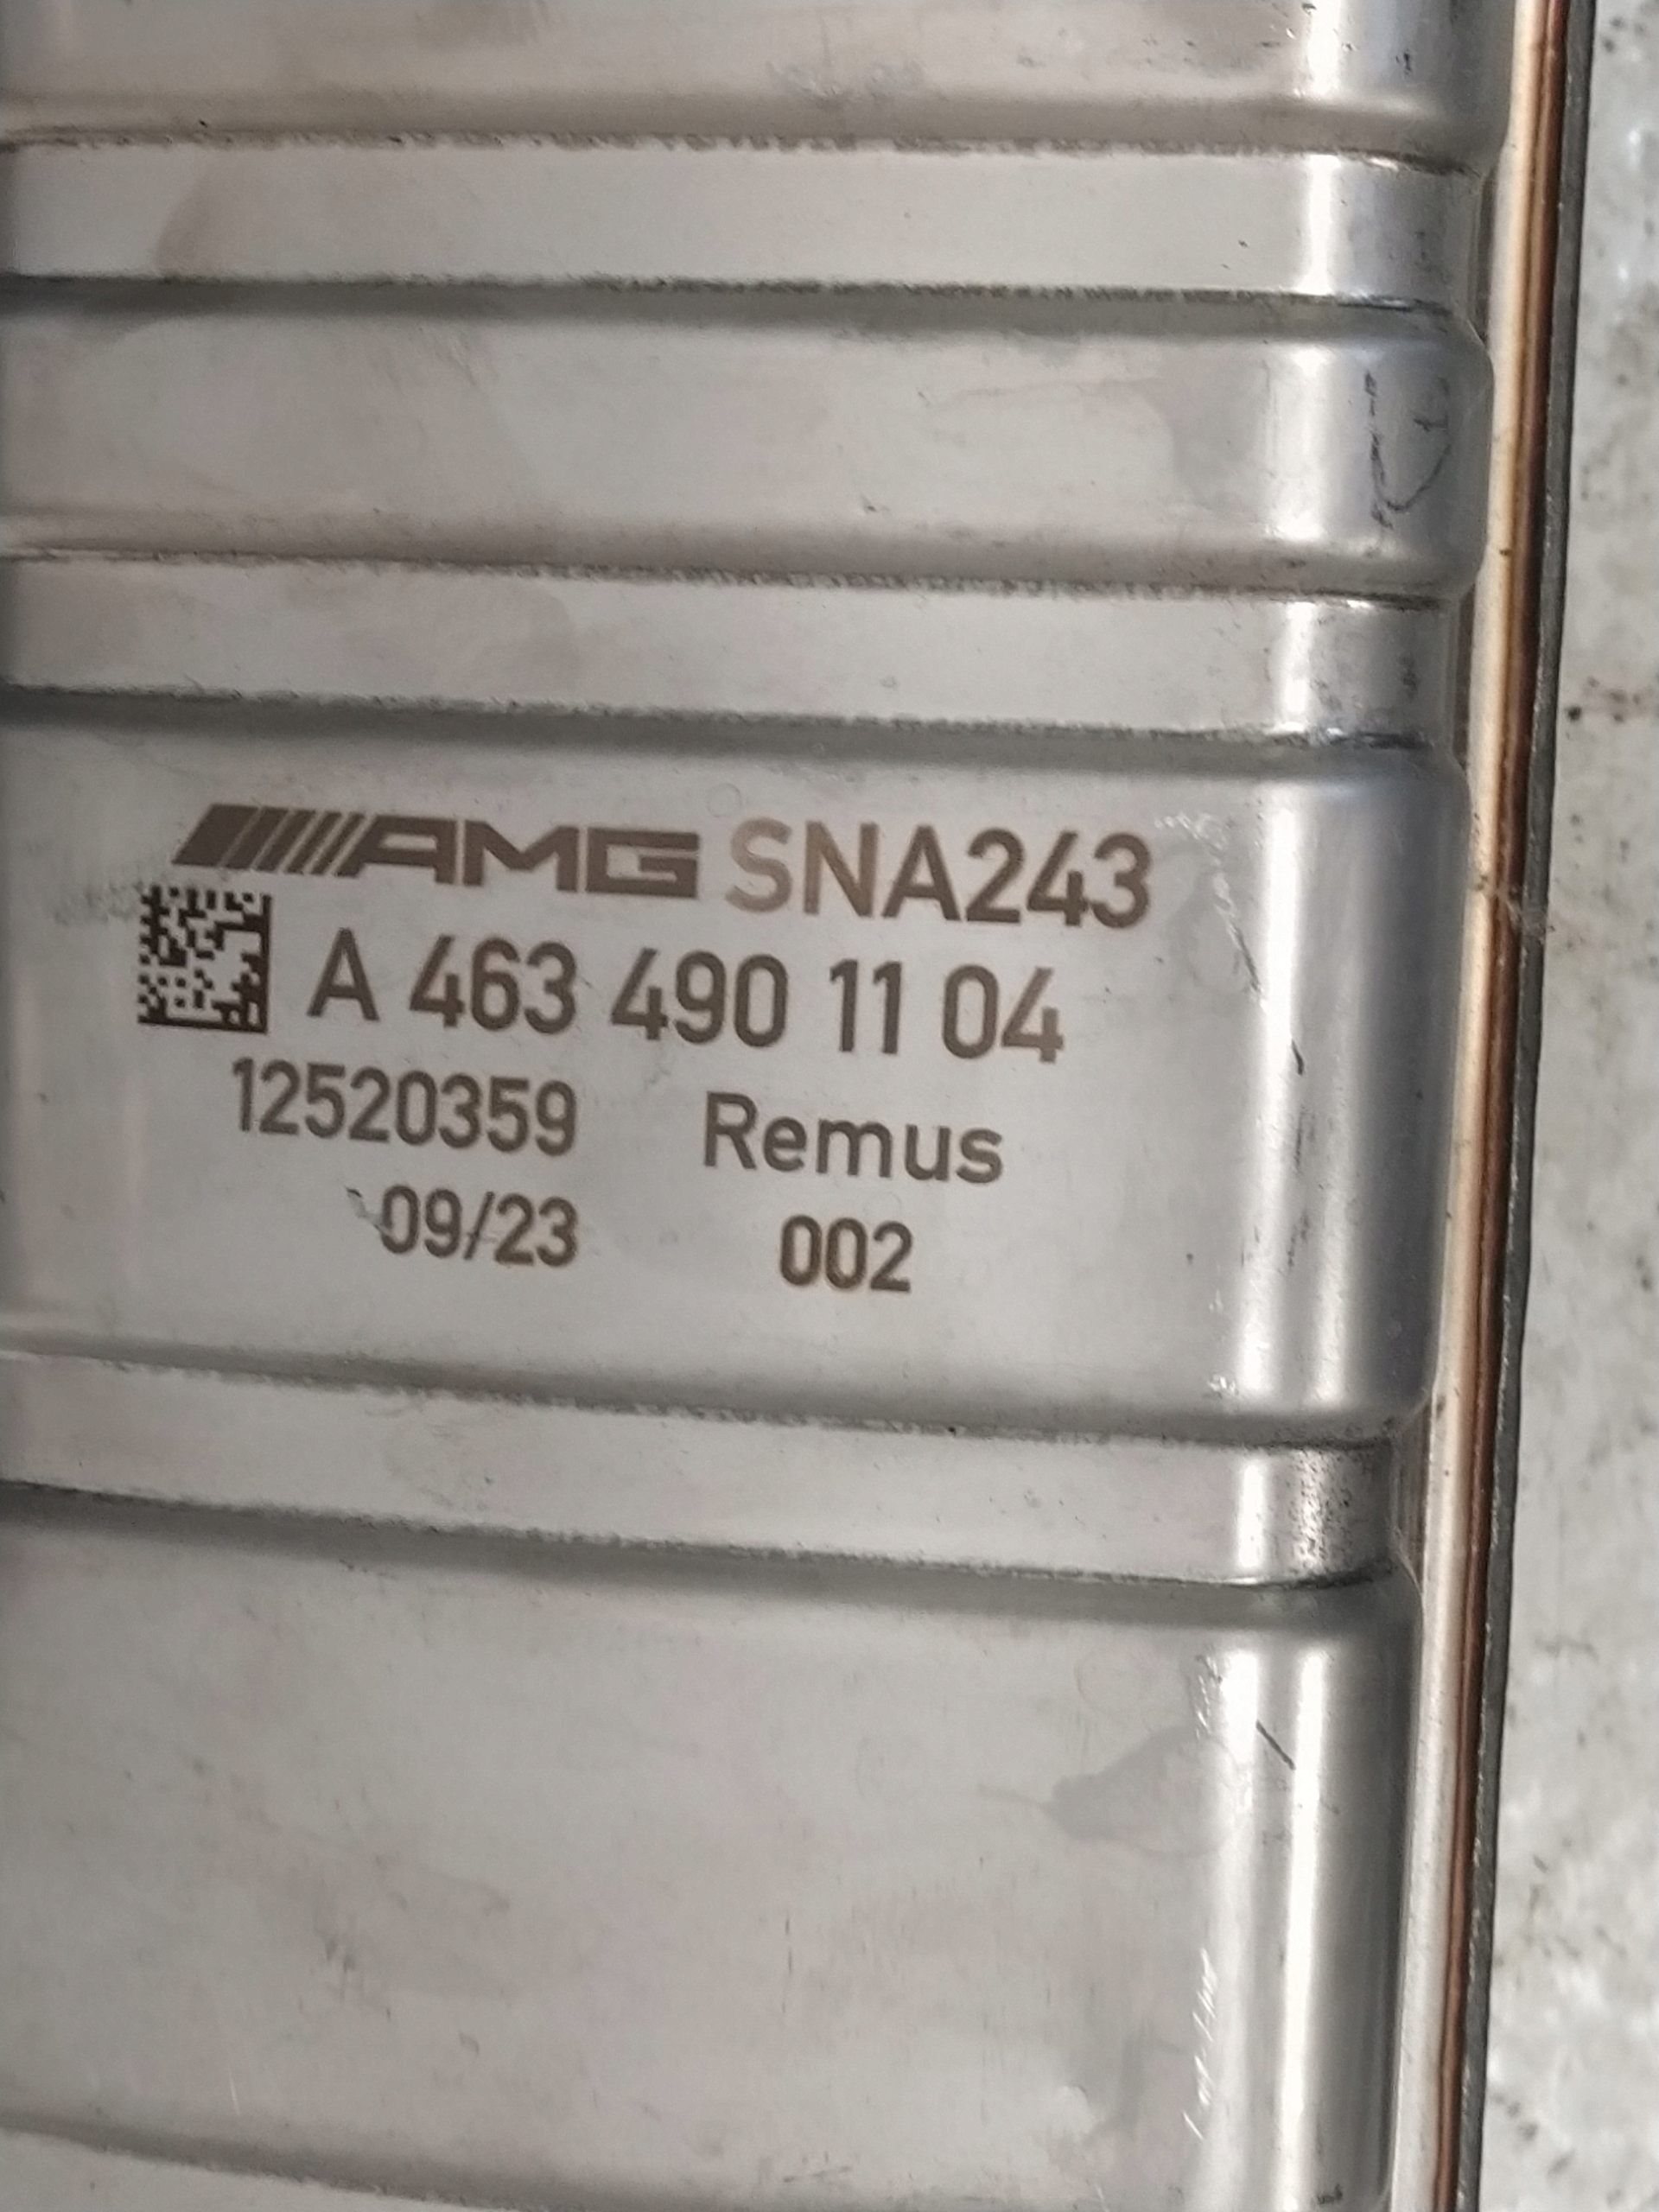 AMG SNA243
A 463 490 11 04
12520359 Remus
09/23 002